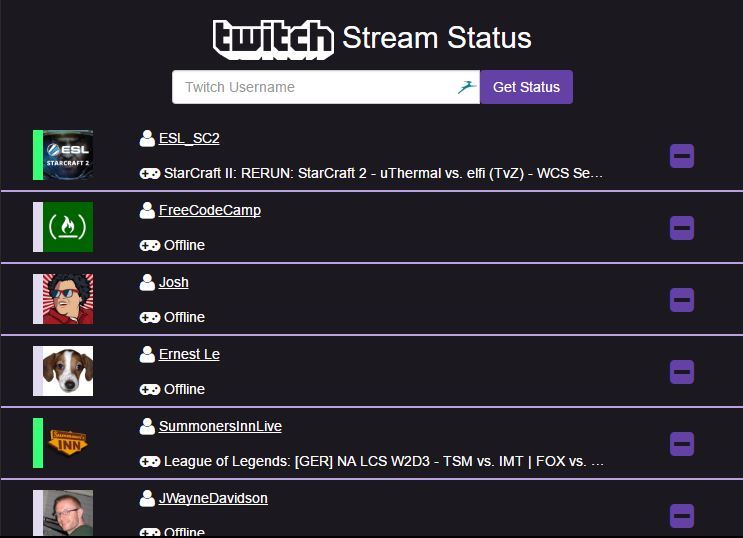 twitch Stream Status
Twitch Username
Get Status
ESL
STARCRAFT 2
ESL_SC2
StarCraft II: RERUN: StarCraft 2 - uThermal vs. elfi (TvZ) - WCS Se…
FreeCodeCamp
Offline
Josh
Offline
Ernest Le
Offline
Summoner's
INN
SummonersInnLive
League of Legends: [GER] NA LCS W2D3 - TSM vs. IMT | FOX vs. …
JWayneDavidson
Offline